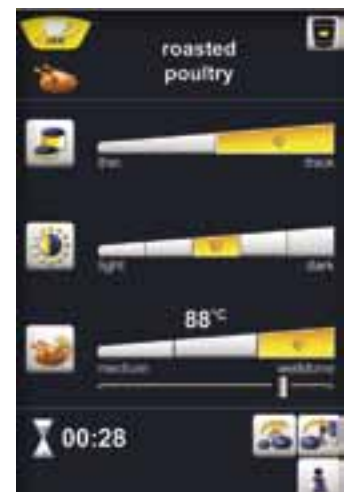 roasted
poultry
thin thick
light dark
88°C
medium welldone
00:28